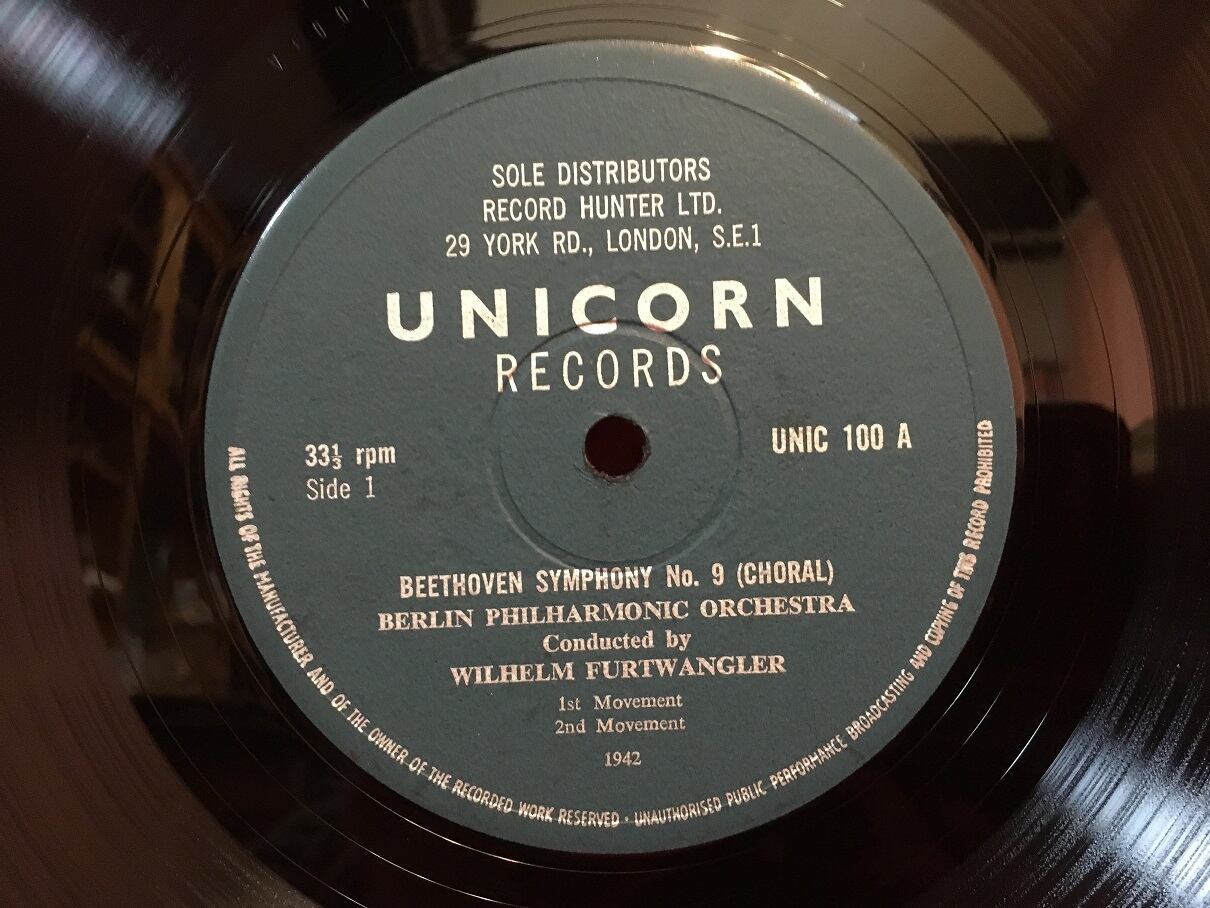 SOLE DISTRIBUTORS
RECORD HUNTER LTD.
29 YORK RD., LONDON, S.E.1
UNICORN
RECORDS
33⅓ rpm
Side 1
UNIC 100 A
BEETHOVEN SYMPHONY No. 9 (CHORAL)
BERLIN PHILHARMONIC ORCHESTRA
Conducted by
WILHELM FURTWANGLER
1st Movement
2nd Movement
1942
ALL RIGHTS OF THE MANUFACTURER AND OF THE OWNER OF THE RECORDED WORK RESERVED · UNAUTHORISED PUBLIC PERFORMANCE BROADCASTING AND COPYING OF THIS RECORD PROHIBITED